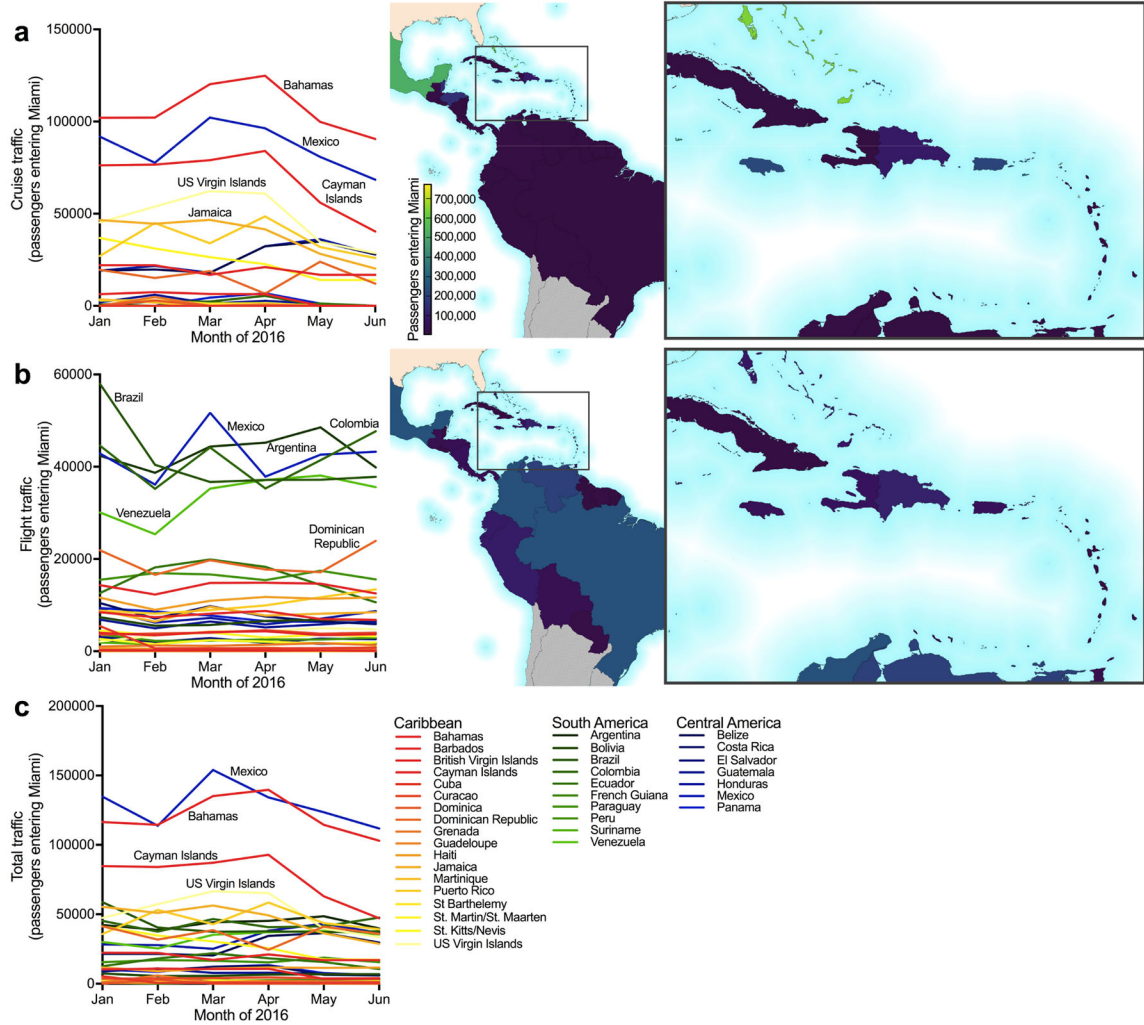 a
150000
100000
50000
0
Cruise traffic
(passengers entering Miami)
Bahamas
Mexico
US Virgin Islands
Cayman
Islands
Jamaica
Jan Feb Mar Apr May Jun
Month of 2016
Passengers entering Miami
700,000
600,000
500,000
400,000
300,000
200,000
100,000
b
60000
40000
20000
0
Flight traffic
(passengers entering Miami)
Brazil
Mexico
Colombia
Argentina
Venezuela
Dominican
Republic
Jan Feb Mar Apr May Jun
Month of 2016
c
200000
150000
100000
50000
0
Total traffic
(passengers entering Miami)
Mexico
Bahamas
Cayman Islands
US Virgin Islands
Jan Feb Mar Apr May Jun
Month of 2016
Caribbean
Bahamas
Barbados
British Virgin Islands
Cayman Islands
Cuba
Curacao
Dominica
Dominican Republic
Grenada
Guadeloupe
Haiti
Jamaica
Martinique
Puerto Rico
St Barthelemy
St. Martin/St. Maarten
St. Kitts/Nevis
US Virgin Islands
South America
Argentina
Bolivia
Brazil
Colombia
Ecuador
French Guiana
Paraguay
Peru
Suriname
Venezuela
Central America
Belize
Costa Rica
El Salvador
Guatemala
Honduras
Mexico
Panama